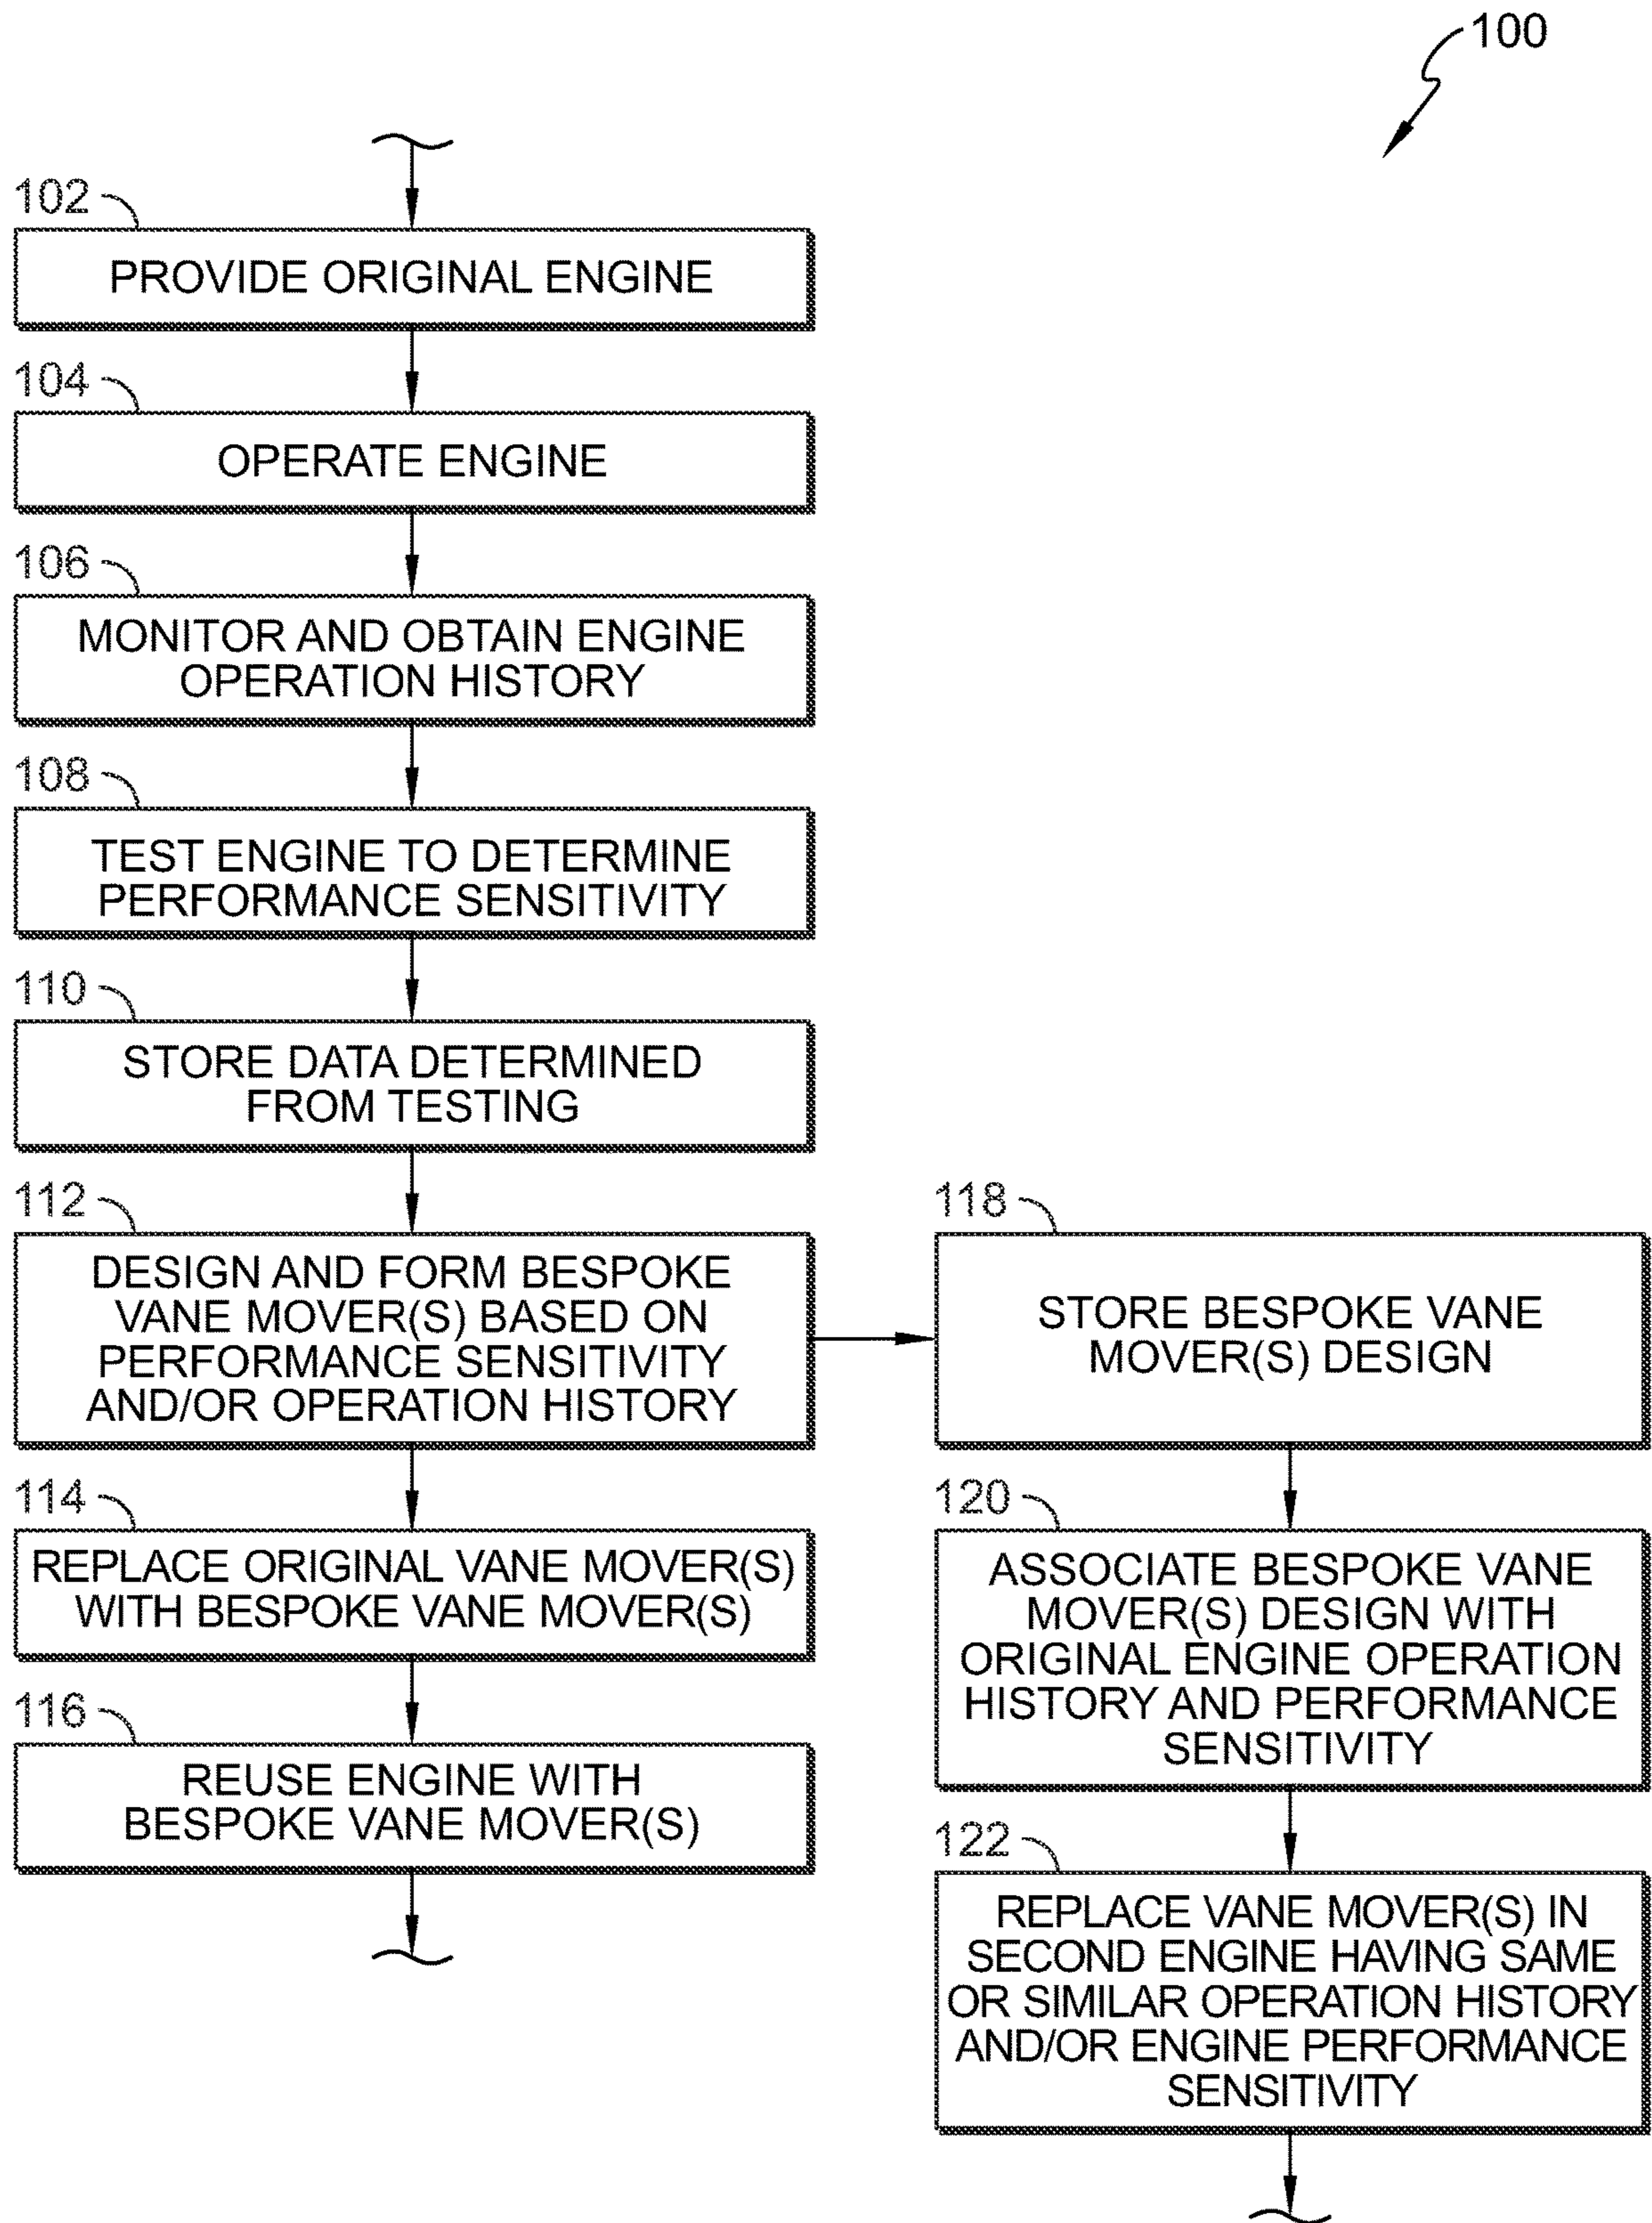 100
102
PROVIDE ORIGINAL ENGINE
104
OPERATE ENGINE
106
MONITOR AND OBTAIN ENGINE
OPERATION HISTORY
108
TEST ENGINE TO DETERMINE
PERFORMANCE SENSITIVITY
110
STORE DATA DETERMINED
FROM TESTING
112
DESIGN AND FORM BESPOKE
VANE MOVER(S) BASED ON
PERFORMANCE SENSITIVITY
AND/OR OPERATION HISTORY
114
REPLACE ORIGINAL VANE MOVER(S)
WITH BESPOKE VANE MOVER(S)
116
REUSE ENGINE WITH
BESPOKE VANE MOVER(S)
118
STORE BESPOKE VANE
MOVER(S) DESIGN
120
ASSOCIATE BESPOKE VANE
MOVER(S) DESIGN WITH
ORIGINAL ENGINE OPERATION
HISTORY AND PERFORMANCE
SENSITIVITY
122
REPLACE VANE MOVER(S) IN
SECOND ENGINE HAVING SAME
OR SIMILAR OPERATION HISTORY
AND/OR ENGINE PERFORMANCE
SENSITIVITY